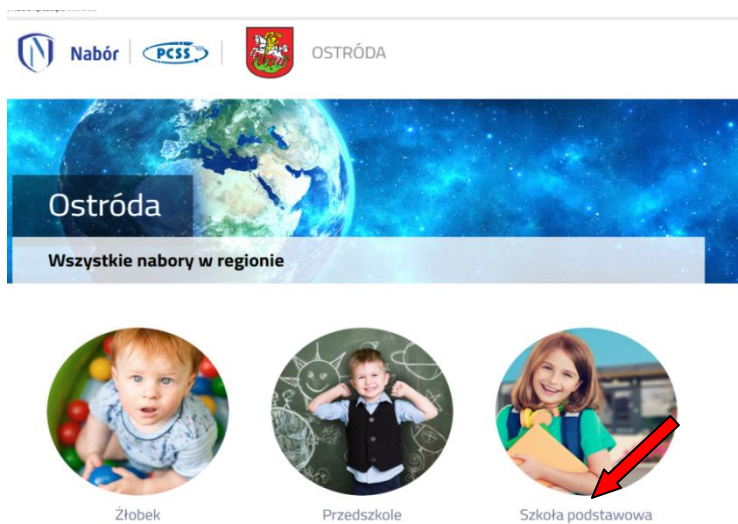 Nabór
PCSS
OSTRÓDA
Ostróda
Wszystkie nabory w regionie
Żłobek
Przedszkole
Szkoła podstawowa